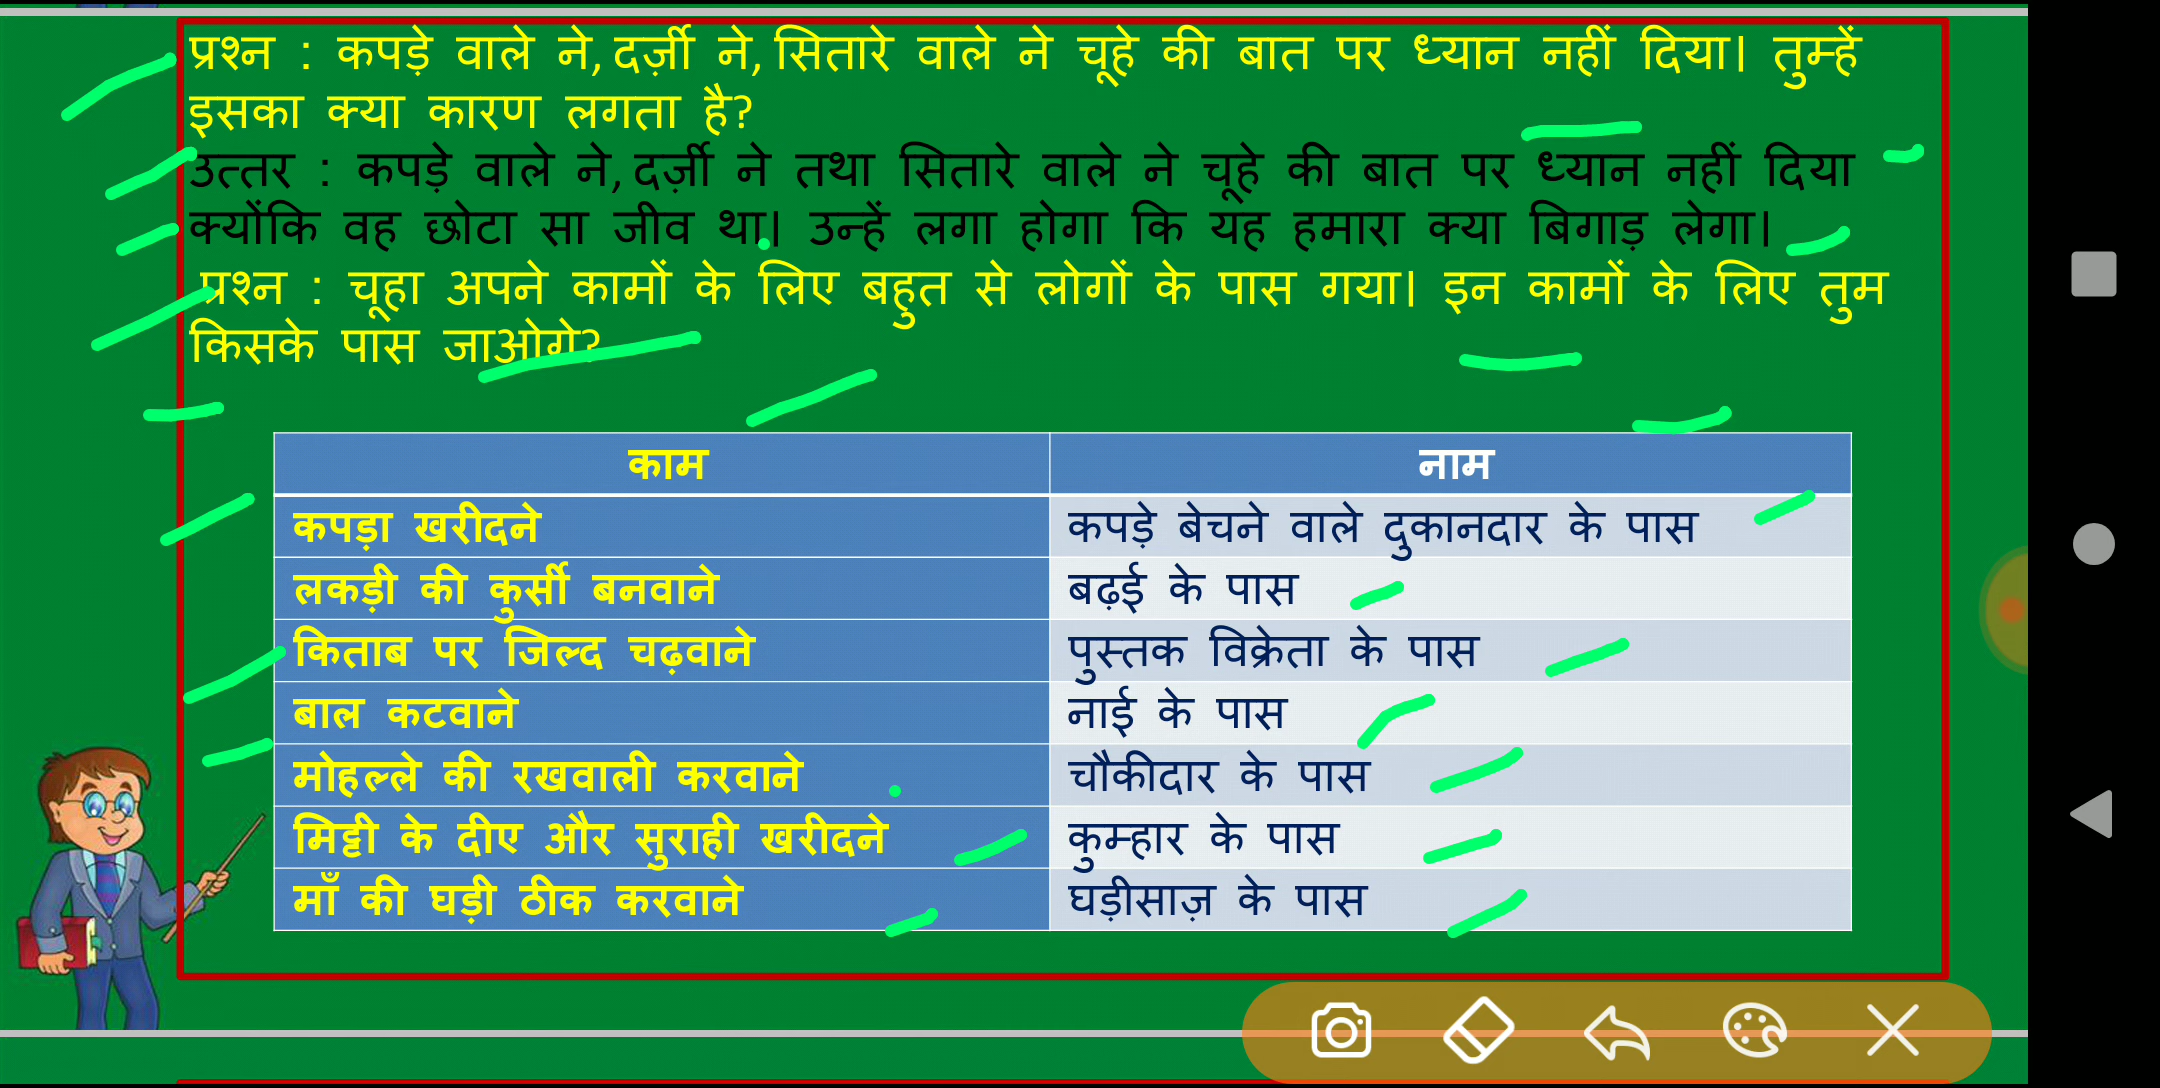 प्रश्न : कपड़े वाले ने, दर्ज़ी ने, सितारे वाले ने चूहे की बात पर ध्यान नहीं दिया। तुम्हें
इसका क्या कारण लगता है?
उत्तर : कपड़े वाले ने, दर्ज़ी ने तथा सितारे वाले ने चूहे की बात पर ध्यान नहीं दिया
क्योंकि वह छोटा सा जीव था। उन्हें लगा होगा कि यह हमारा क्या बिगाड़ लेगा।
प्रश्न : चूहा अपने कामों के लिए बहुत से लोगों के पास गया। इन कामों के लिए तुम
किसके पास जाओगे?
काम नाम
कपड़ा खरीदने कपड़े बेचने वाले दुकानदार के पास
लकड़ी की कुर्सी बनवाने बढ़ई के पास
किताब पर जिल्द चढ़वाने पुस्तक विक्रेता के पास
बाल कटवाने नाई के पास
मोहल्ले की रखवाली करवाने चौकीदार के पास
मिट्टी के दीए और सुराही खरीदने कुम्हार के पास
माँ की घड़ी ठीक करवाने घड़ीसाज़ के पास